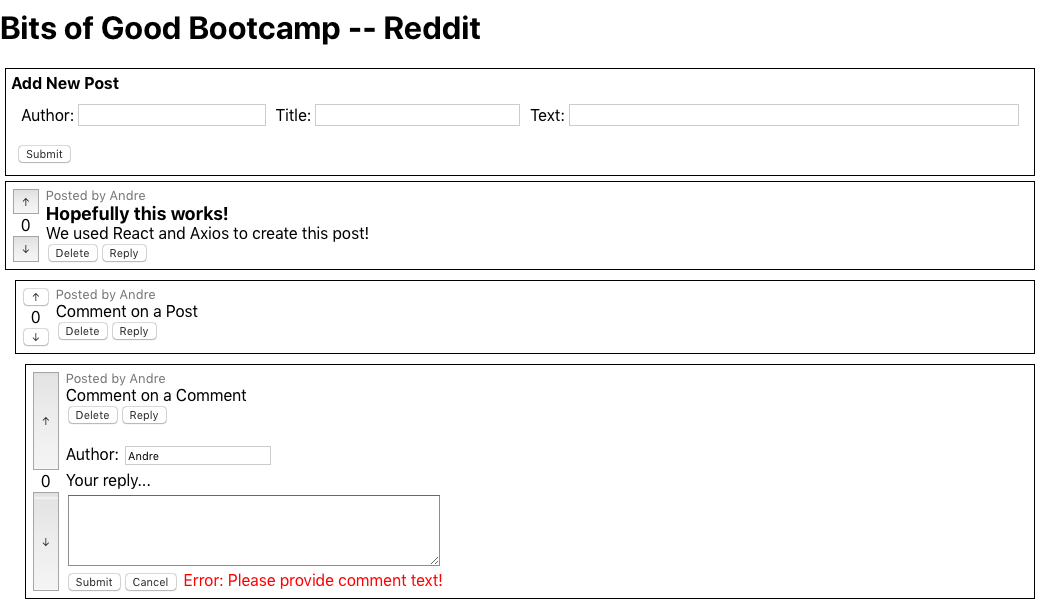 Bits of Good Bootcamp -- Reddit
Add New Post
Author: Title: Text:
Submit
↑
0
↓
Posted by Andre
Hopefully this works!
We used React and Axios to create this post!
Delete Reply
↑
0
↓
Posted by Andre
Comment on a Post
Delete Reply
↑
0
↓
Posted by Andre
Comment on a Comment
Delete Reply
Author: Andre
Your reply...
Submit Cancel Error: Please provide comment text!